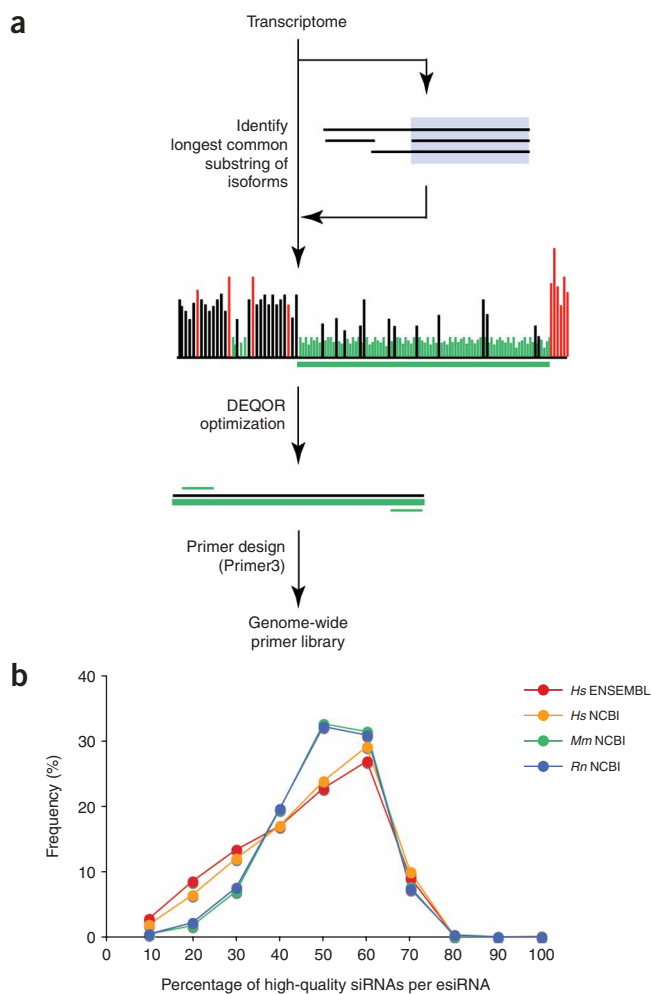 a
Transcriptome
Identify
longest common
substring of
isoforms
DEQOR
optimization
Primer design
(Primer3)
Genome-wide
primer library
b
40
30
20
10
0
Frequency (%)
0 10 20 30 40 50 60 70 80 90 100
Percentage of high-quality siRNAs per esiRNA
Hs ENSEMBL
Hs NCBI
Mm NCBI
Rn NCBI